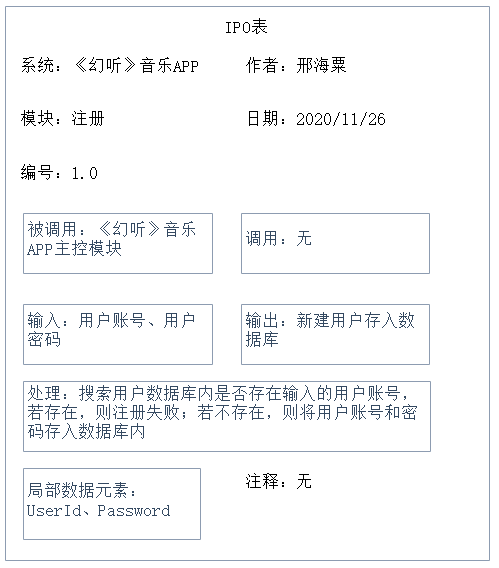 IPO表
系统：《幻听》音乐APP
作者：邢海粟
模块：注册
日期：2020/11/26
编号：1.0
被调用：《幻听》音乐
APP主控模块
调用：无
输入：用户账号、用户
密码
输出：新建用户存入数
据库
处理：搜索用户数据库内是否存在输入的用户账号，
若存在，则注册失败；若不存在，则将用户账号和密
码存入数据库内
局部数据元素：
UserId、Password
注释：无